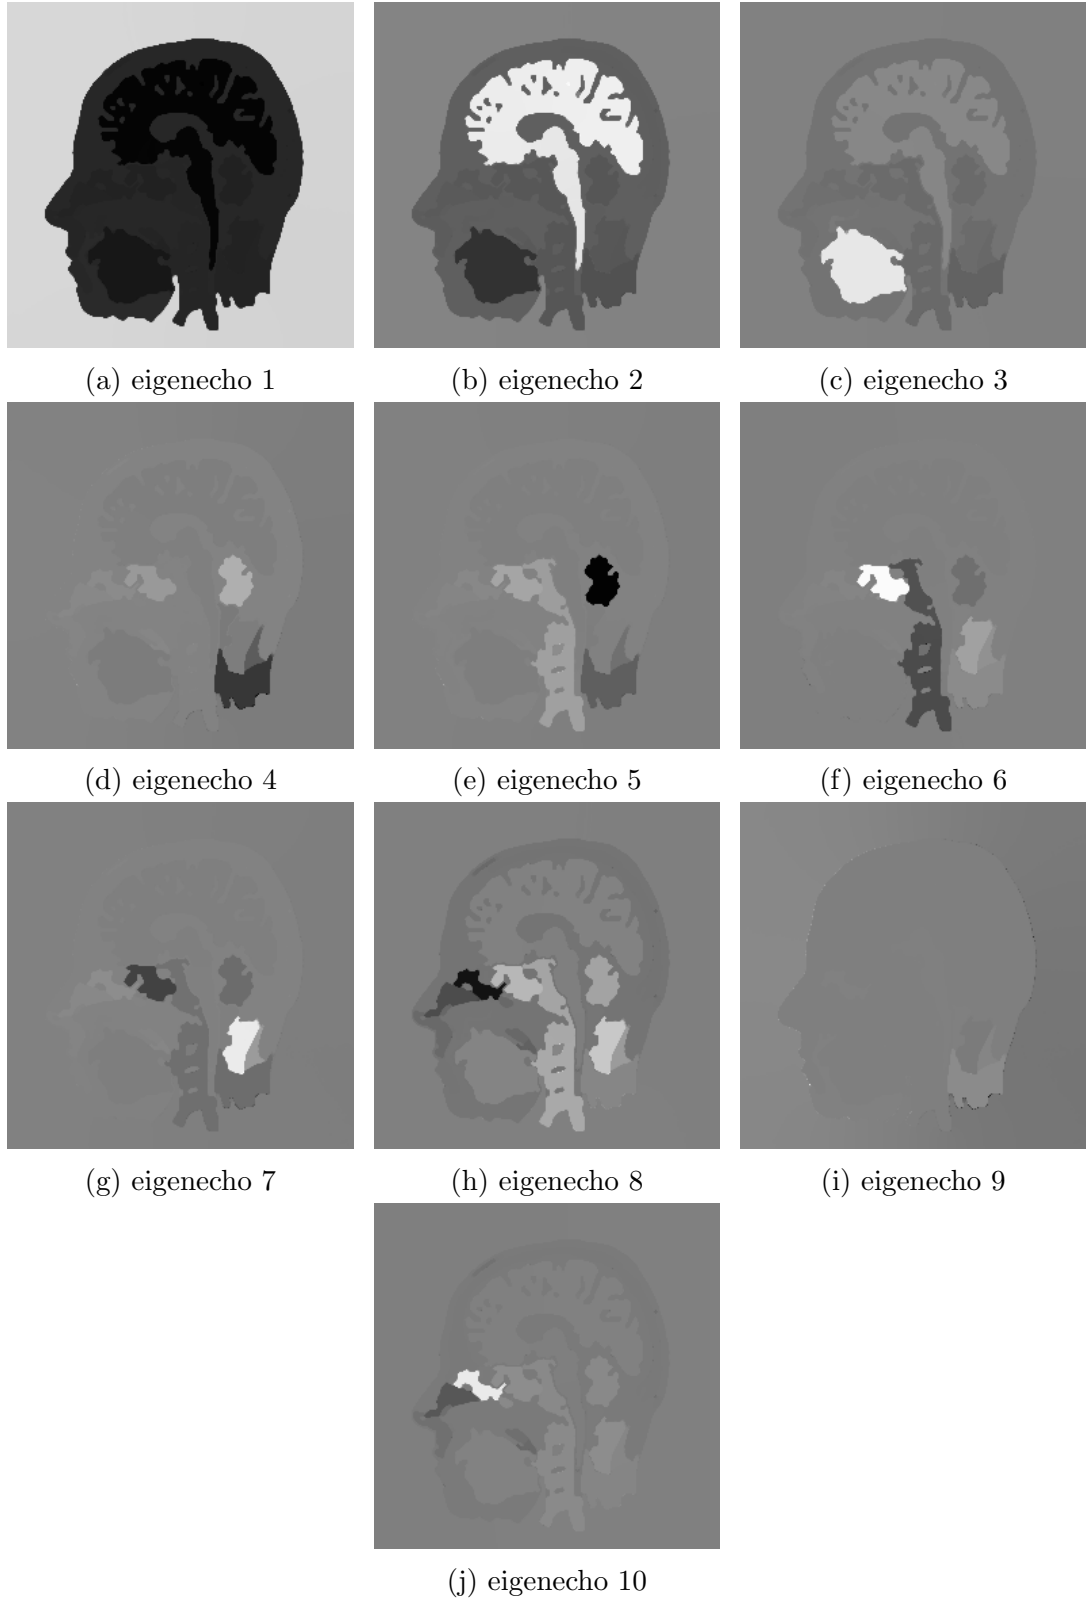 (a) eigenecho 1
(b) eigenecho 2
(c) eigenecho 3
(d) eigenecho 4
(e) eigenecho 5
(f) eigenecho 6
(g) eigenecho 7
(h) eigenecho 8
(i) eigenecho 9
(j) eigenecho 10